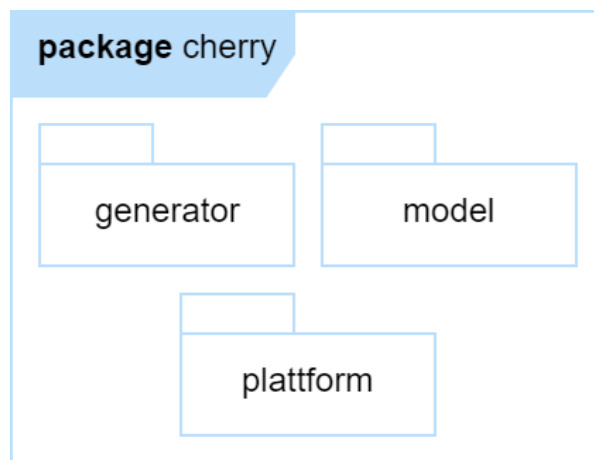 package cherry
generator
model
plattform